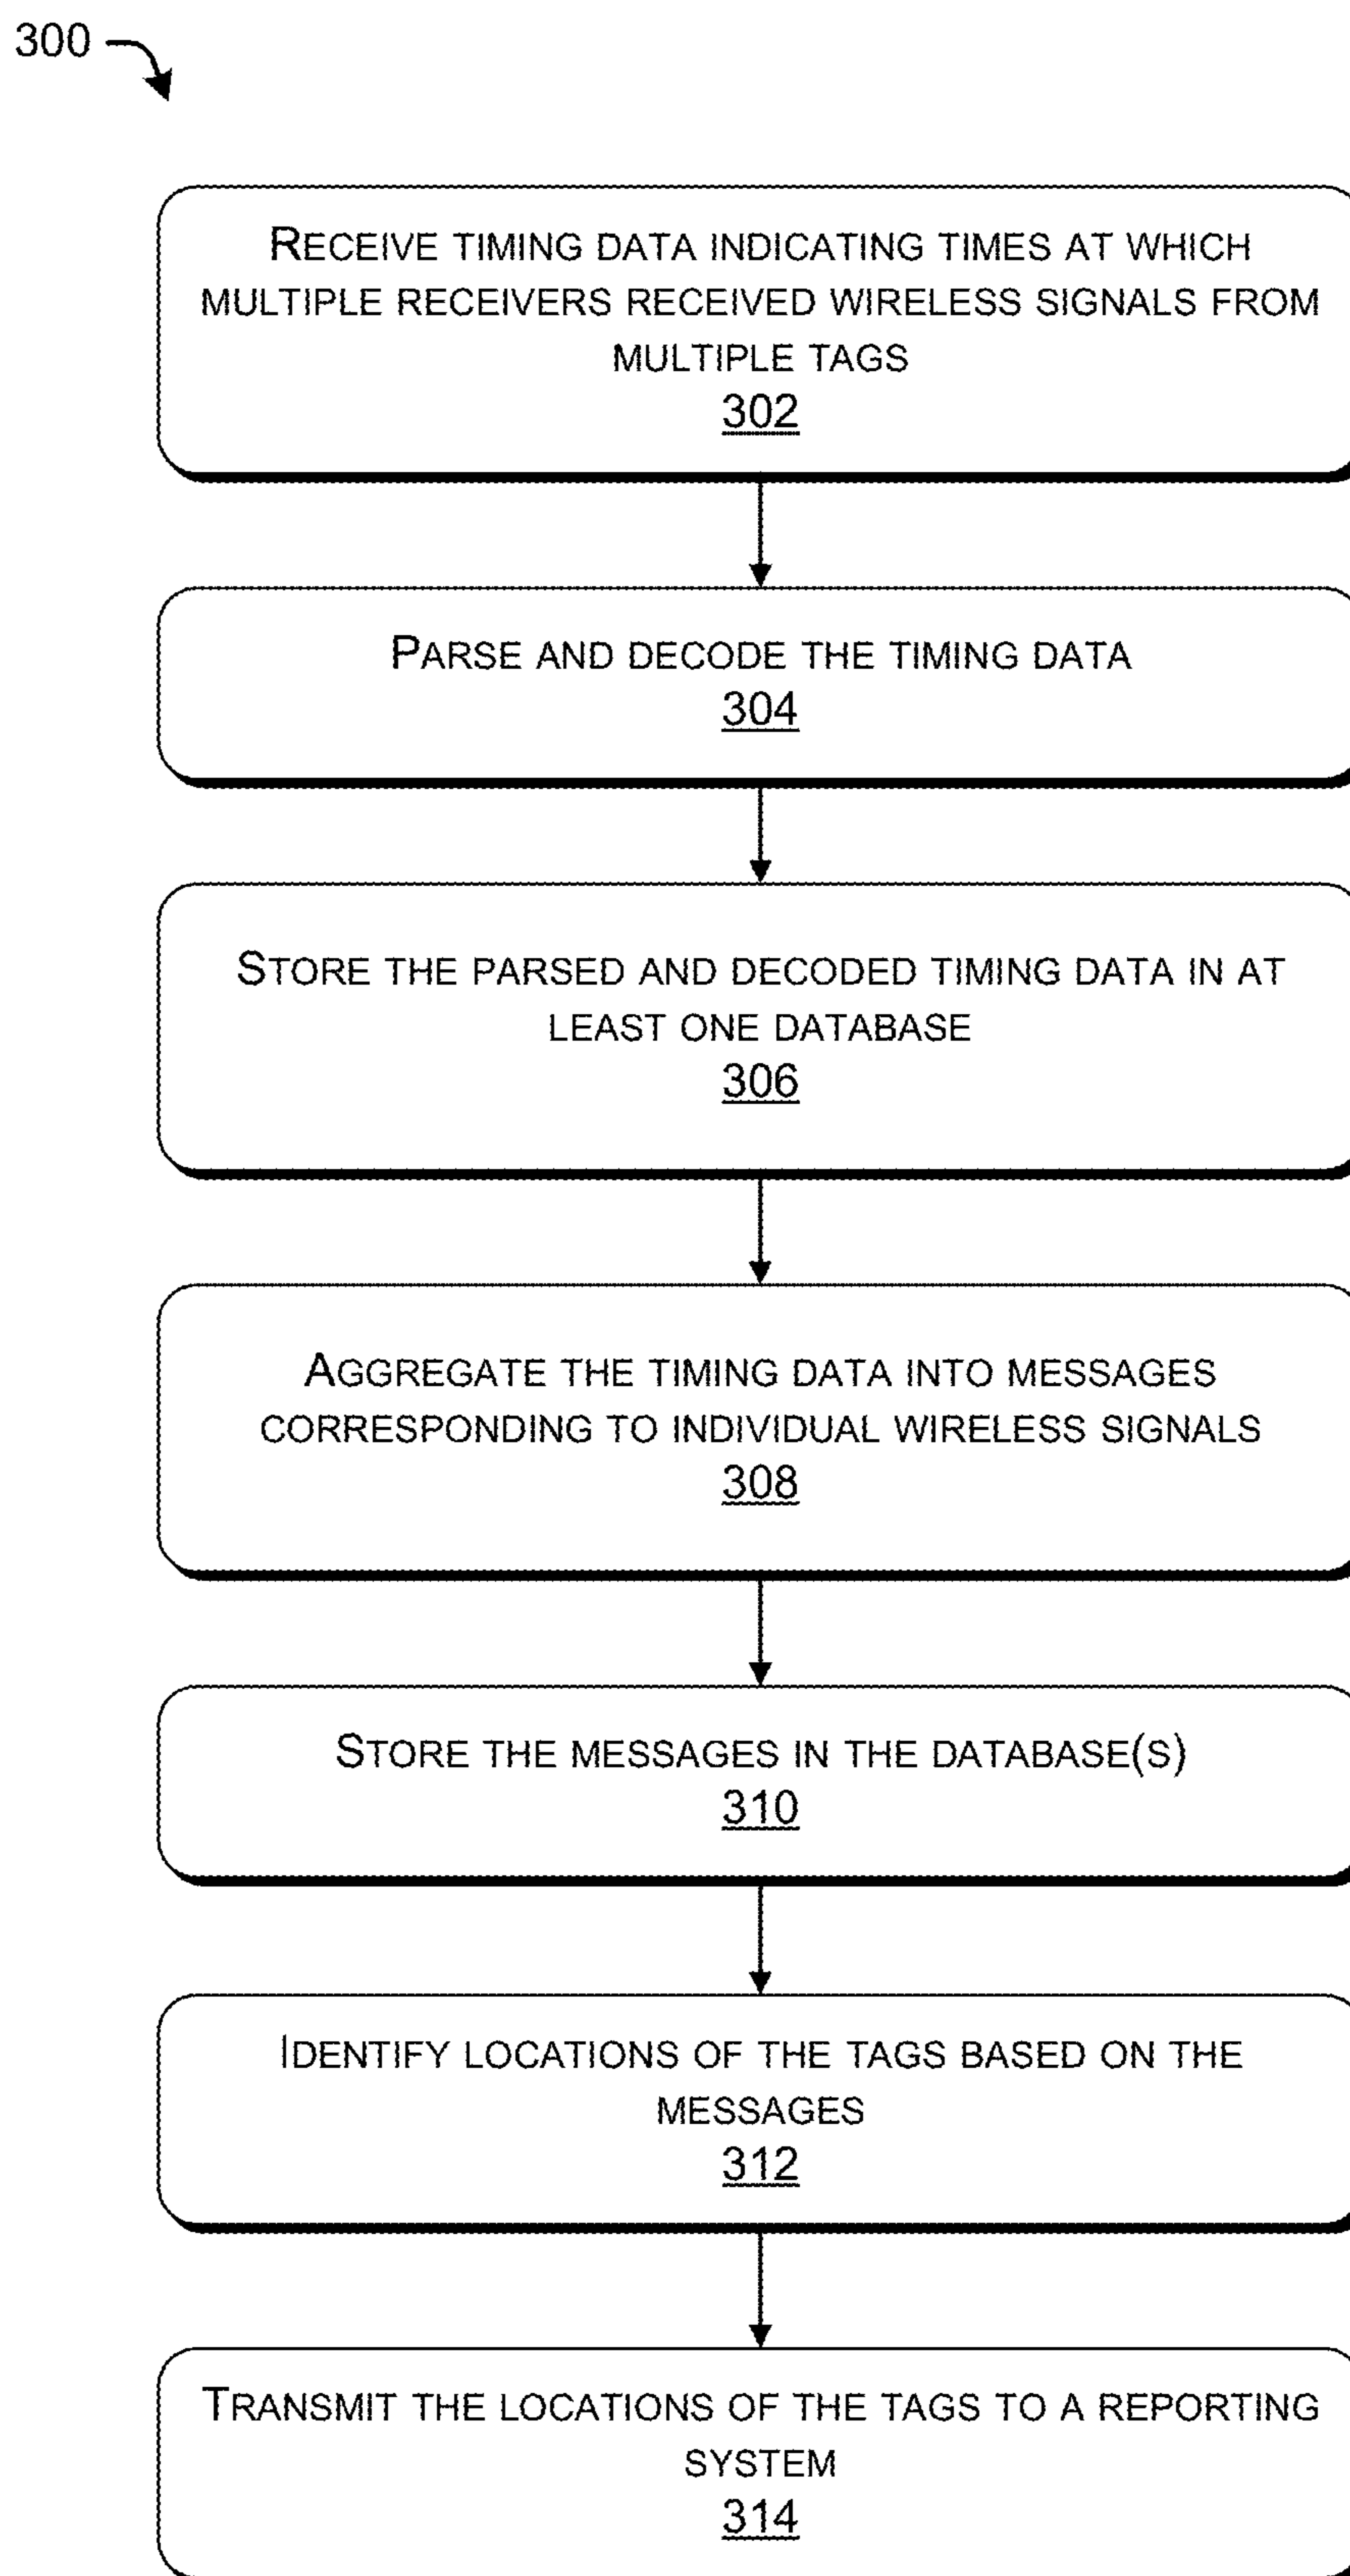 300
RECEIVE TIMING DATA INDICATING TIMES AT WHICH
MULTIPLE RECEIVERS RECEIVED WIRELESS SIGNALS FROM
MULTIPLE TAGS
302
PARSE AND DECODE THE TIMING DATA
304
STORE THE PARSED AND DECODED TIMING DATA IN AT
LEAST ONE DATABASE
306
AGGREGATE THE TIMING DATA INTO MESSAGES
CORRESPONDING TO INDIVIDUAL WIRELESS SIGNALS
308
STORE THE MESSAGES IN THE DATABASE(S)
310
IDENTIFY LOCATIONS OF THE TAGS BASED ON THE
MESSAGES
312
TRANSMIT THE LOCATIONS OF THE TAGS TO A REPORTING
SYSTEM
314